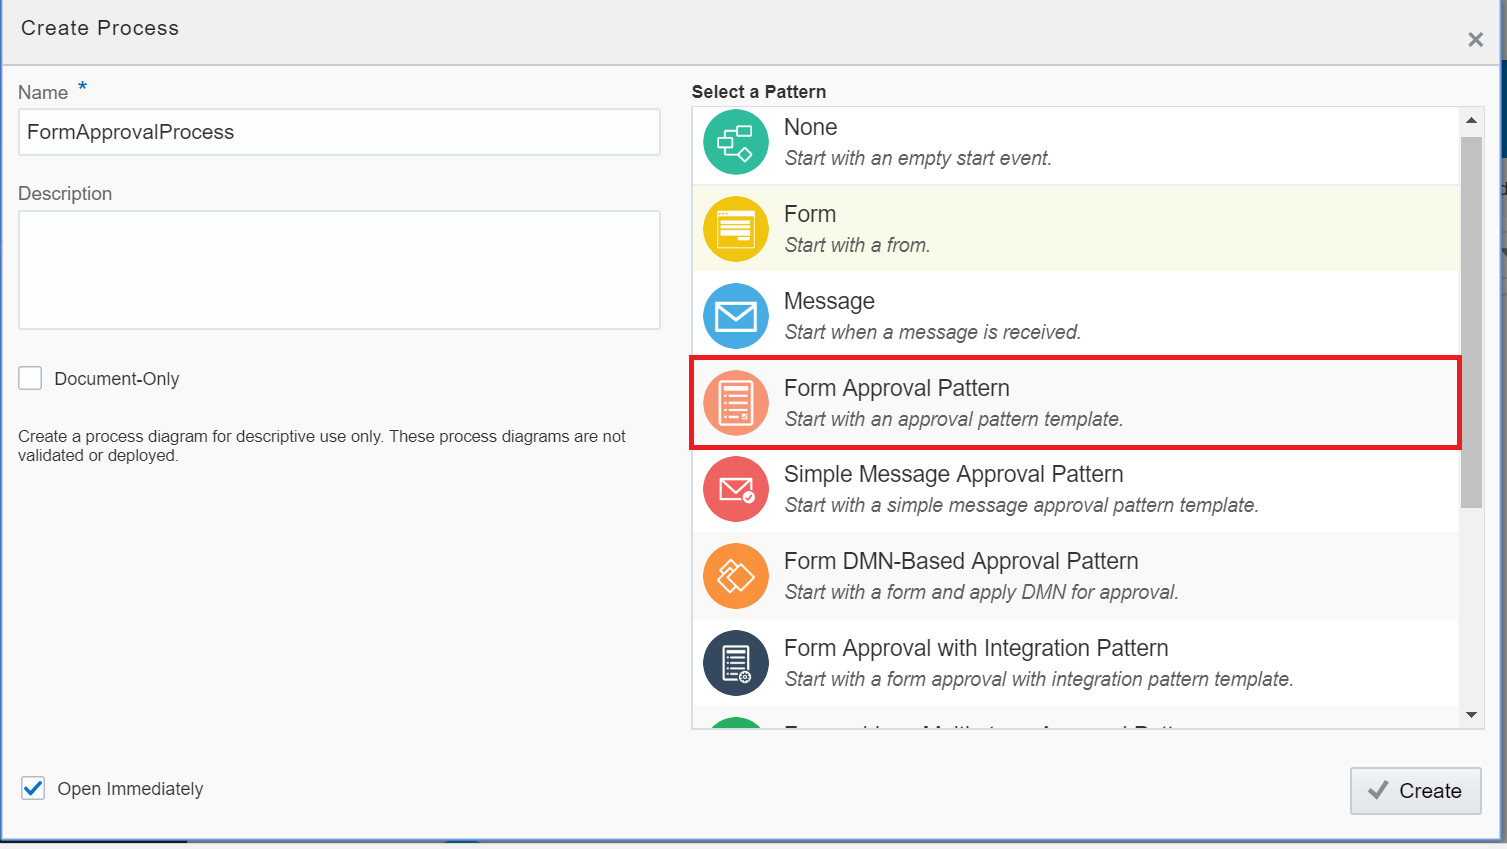 Create Process
Name *
FormApprovalProcess
Description
Document-Only
Create a process diagram for descriptive use only. These process diagrams are not
validated or deployed.
Open Immediately
Select a Pattern
None
Start with an empty start event.
Form
Start with a from.
Message
Start when a message is received.
Form Approval Pattern
Start with an approval pattern template.
Simple Message Approval Pattern
Start with a simple message approval pattern template.
Form DMN-Based Approval Pattern
Start with a form and apply DMN for approval.
Form Approval with Integration Pattern
Start with a form approval with integration pattern template.
Create